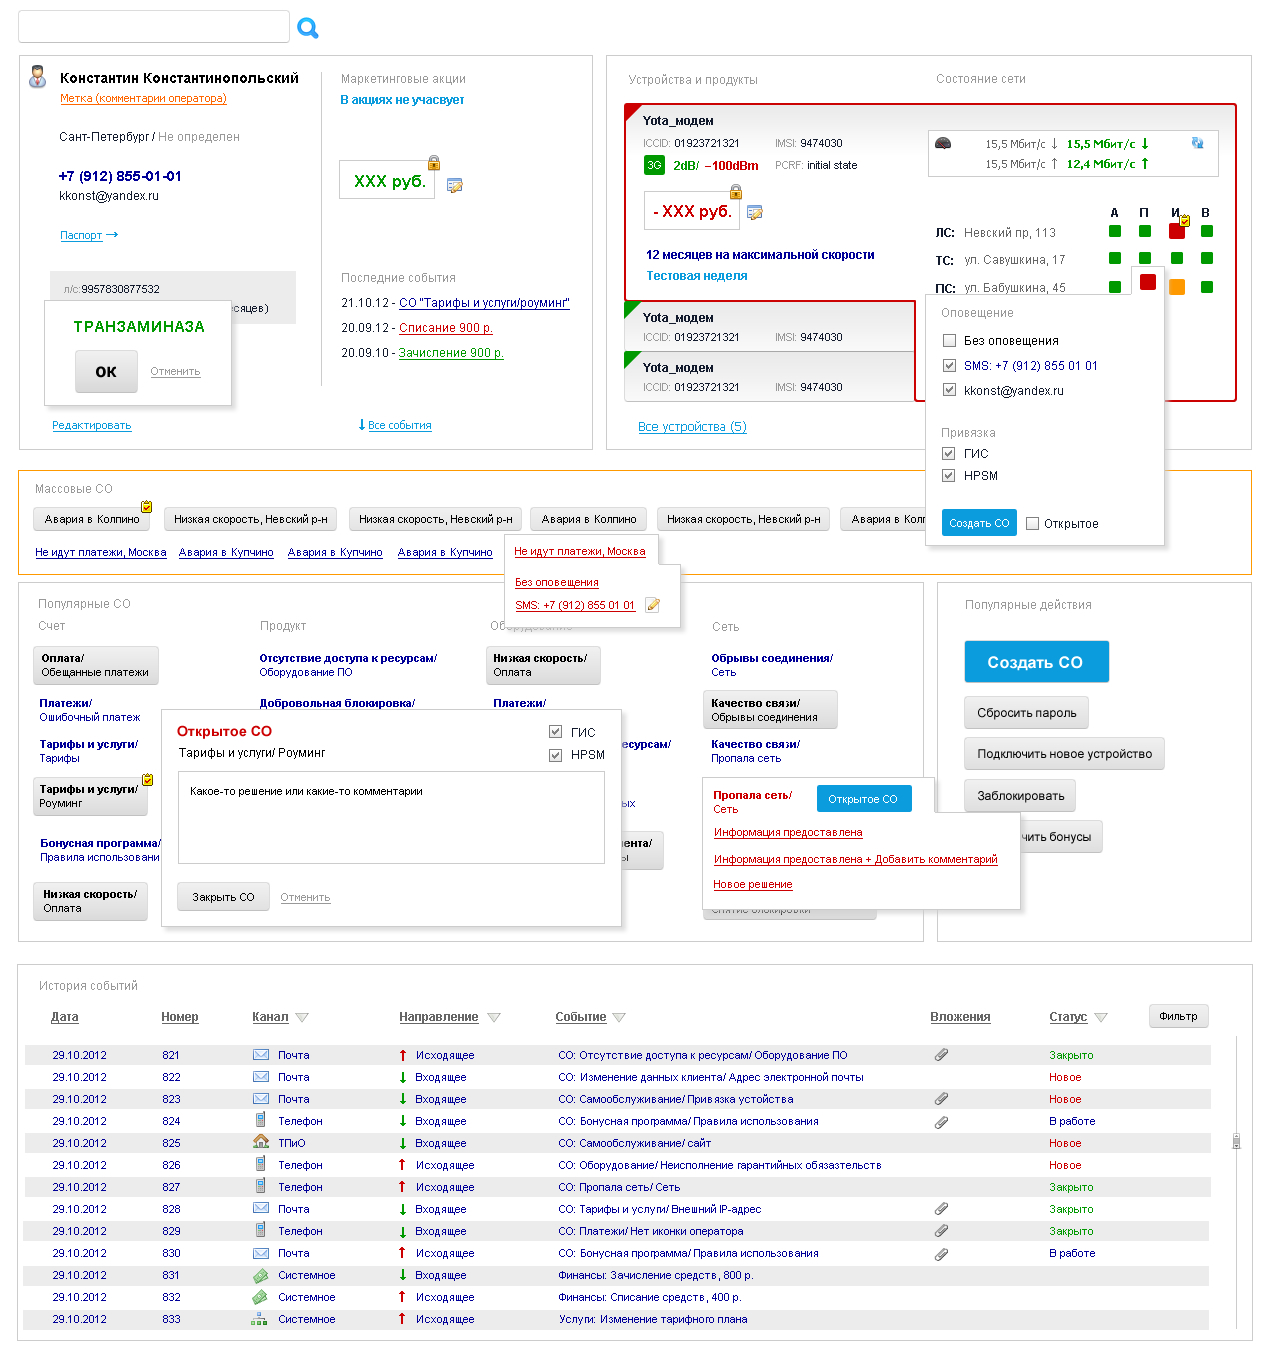 Константин Константинопольский
Метка (комментарии оператора)
Сант-Петербург / Не определен
+7 (912) 855-01-01
kkonst@yandex.ru
Паспорт →
л/с: 9957830877532
есяцев)
ТРАНЗАМИНАЗА
ОК Отменить
Редактировать
Маркетинговые акции
В акциях не учасвует
XXX руб.
Последние события
21.10.12 - СО "Тарифы и услуги/роуминг"
20.09.12 - Списание 900 р.
20.09.10 - Зачисление 900 р.
↓ Все события
Устройства и продукты
Yota_модем
ICCID: 01923721321 IMSI: 9474030
3G 2dB/ −100dBm PCRF: initial state
- XXX руб.
12 месяцев на максимальной скорости
Тестовая неделя
Yota_модем
ICCID: 01923721321 IMSI: 9474030
Yota_модем
ICCID: 01923721321 IMSI: 9474030
Все устройства (5)
Состояние сети
15,5 Мбит/с ↓ 15,5 Мбит/с ↓
15,5 Мбит/с ↑ 12,4 Мбит/с ↑
А П И В
ЛС: Невский пр, 113
ТС: ул. Савушкина, 17
ПС: ул. Бабушкина, 45
Оповещение
Без оповещения
SMS: +7 (912) 855 01 01
kkonst@yandex.ru
Привязка
ГИС
HPSM
Создать СО Открытое
Массовые СО
Авария в Колпино Низкая скорость, Невский р-н Низкая скорость, Невский р-н Авария в Колпино Низкая скорость, Невский р-н Авария в Колп
Не идут платежи, Москва Авария в Купчино Авария в Купчино Авария в Купчино Не идут платежи, Москва
Без оповещения
SMS: +7 (912) 855 01 01
Популярные СО
Счет Продукт Оборудование Сеть
Оплата/
Обещанные платежи
Платежи/
Ошибочный платеж
Тарифы и услуги/
Тарифы
Тарифы и услуги/
Роуминг
Бонусная программа/
Правила использовани
Низкая скорость/
Оплата
Отсутствие доступа к ресурсам/
Оборудование ПО
Добровольная блокировка/
Низкая скорость/
Оплата
Платежи/
есурсам/
ых
ента/
ы
Обрывы соединения/
Сеть
Качество связи/
Обрывы соединения
Качество связи/
Пропала сеть
Пропала сеть/
Сеть
Открытое СО
Информация предоставлена
Информация предоставлена + Добавить комментарий
Новое решение
Снятие блокировки
Открытое СО
Тарифы и услуги/ Роуминг
ГИС
HPSM
Какое-то решение или какие-то комментарии
Закрыть СО Отменить
Популярные действия
Создать СО
Сбросить пароль
Подключить новое устройство
Заблокировать
чить бонусы
История событий
Дата Номер Канал Направление Событие Вложения Статус Фильтр
29.10.2012 821 Почта Исходящее СО: Отсутствие доступа к ресурсам/ Оборудование ПО Закрыто
29.10.2012 822 Почта Входящее СО: Изменение данных клиента/ Адрес электронной почты Новое
29.10.2012 823 Почта Входящее СО: Самообслуживание/ Привязка устойства Новое
29.10.2012 824 Телефон Входящее СО: Бонусная программа/ Правила использования В работе
29.10.2012 825 ТПиО Входящее СО: Самообслуживание/ сайт Новое
29.10.2012 826 Телефон Исходящее СО: Оборудование/ Неисполнение гарантийных обязазтельств Новое
29.10.2012 827 Телефон Исходящее СО: Пропала сеть/ Сеть Закрыто
29.10.2012 828 Почта Входящее СО: Тарифы и услуги/ Внешний IP-адрес Закрыто
29.10.2012 829 Телефон Входящее СО: Платежи/ Нет иконки оператора Закрыто
29.10.2012 830 Почта Исходящее СО: Бонусная программа/ Правила использования В работе
29.10.2012 831 Системное Входящее Финансы: Зачисление средств, 800 р.
29.10.2012 832 Системное Исходящее Финансы: Списание средств, 400 р.
29.10.2012 833 Системное Исходящее Услуги: Изменение тарифного плана